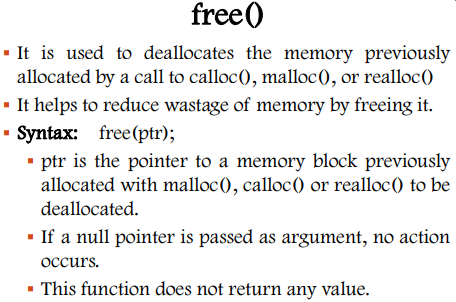 free()
▪ It is used to deallocates the memory previously
allocated by a call to calloc(), malloc(), or realloc()
▪ It helps to reduce wastage of memory by freeing it.
▪ Syntax: free(ptr);
▪ ptr is the pointer to a memory block previously
allocated with malloc(), calloc() or realloc() to be
deallocated.
▪ If a null pointer is passed as argument, no action
occurs.
▪ This function does not return any value.